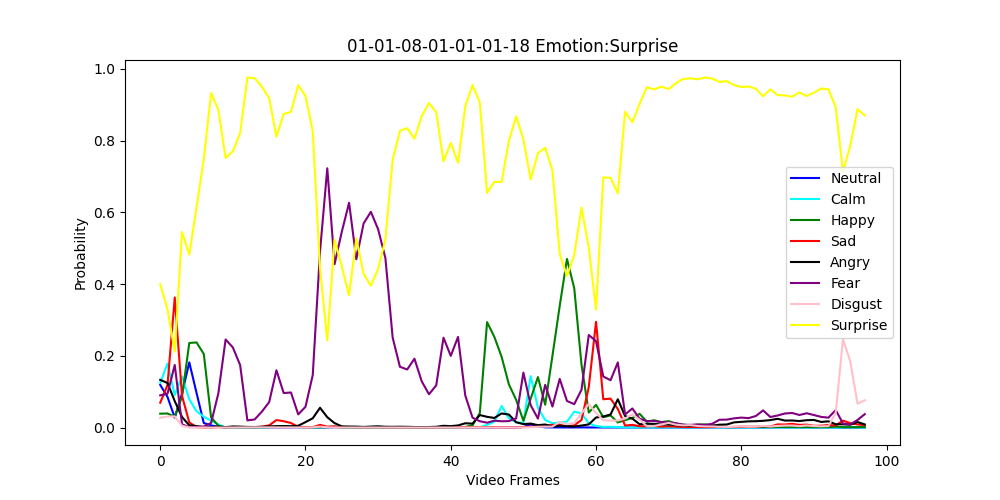 01-01-08-01-01-01-18 Emotion:Surprise
1.0
0.8
0.6
0.4
0.2
0.0
Probability
0
20
40
60
80
100
Video Frames
Neutral
Calm
Happy
Sad
Angry
Fear
Disgust
Surprise